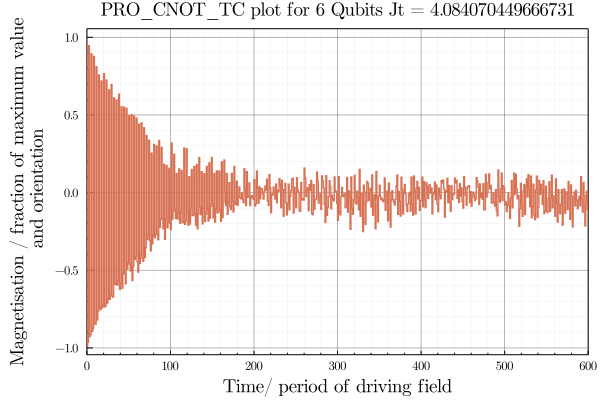 PRO_CNOT_TC plot for 6 Qubits Jt = 4.084070449666731
Magnetisation / fraction of maximum value
and orientation
1.0
0.5
0.0
−0.5
−1.0
0 100 200 300 400 500 600
Time/ period of driving field